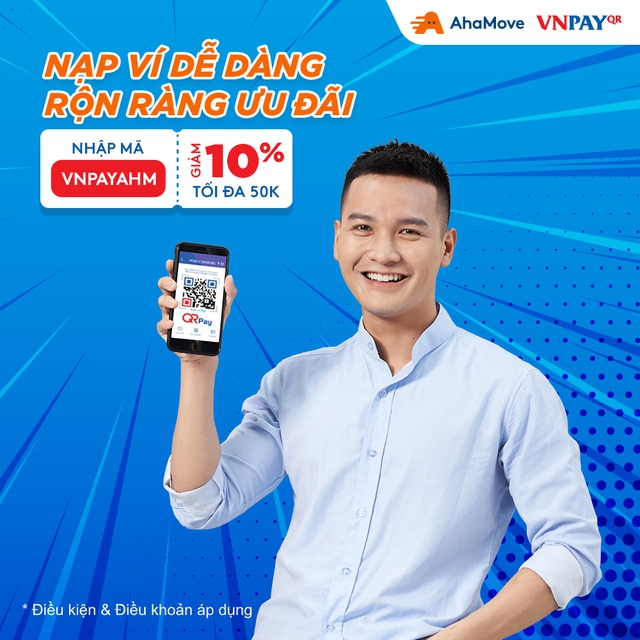 AhaMove VNPAYQR
NẠP VÍ DỄ DÀNG
RỘN RÀNG ƯU ĐÃI
NHẬP MÃ
VNPAYAHM
GIẢM 10%
TỐI ĐA 50K
QRPay
* Điều kiện & Điều khoản áp dụng